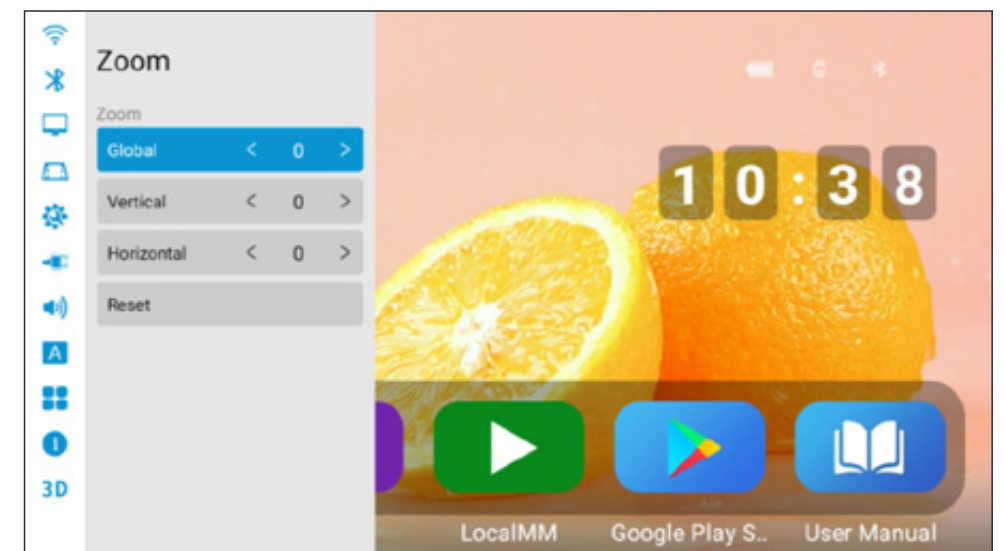 Zoom
Zoom
Global < 0 >
Vertical < 0 >
Horizontal < 0 >
Reset
A
3D
10:38
LocalMM
Google Play S..
User Manual